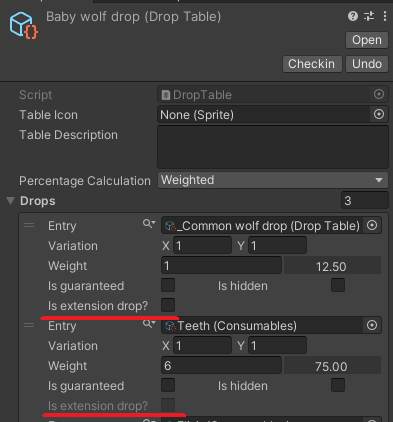 Baby wolf drop (Drop Table)
Open
Checkin Undo
Script DropTable
Table Icon None (Sprite)
Table Description
Percentage Calculation Weighted
Drops 3
Entry _Common wolf drop (Drop Table)
Variation X 1 Y 1
Weight 1 12.50
Is guaranteed Is hidden
Is extension drop?
Entry Teeth (Consumables)
Variation X 1 Y 1
Weight 6 75.00
Is guaranteed Is hidden
Is extension drop?